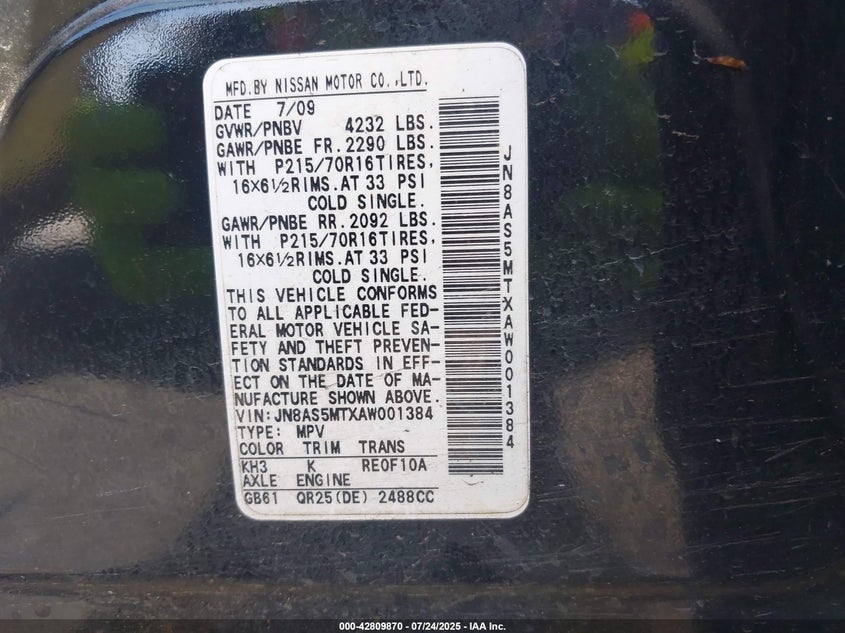 MFD.BY NISSAN MOTOR CO.,LTD.
DATE 7/09
GVWR/PNBV 4232 LBS.
GAWR/PNBE FR.2290 LBS.
WITH P215/70R16TIRES,
16X6½RIMS.AT 33 PSI
COLD SINGLE.
GAWR/PNBE RR.2092 LBS.
WITH P215/70R16TIRES,
16X6½RIMS.AT 33 PSI
COLD SINGLE.
THIS VEHICLE CONFORMS
TO ALL APPLICABLE FED-
ERAL MOTOR VEHICLE SA-
FETY AND THEFT PREVEN-
TION STANDARDS IN EFF-
ECT ON THE DATE OF MA-
NUFACTURE SHOWN ABOVE.
VIN:JN8AS5MTXAW001384
TYPE: MPV
COLOR TRIM TRANS
KH3 K RE0F10A
AXLE ENGINE
GB61 QR25(DE) 2488CC
JN8AS5MTXAW001384
000-42809870 - 07/24/2025 - IAA Inc.